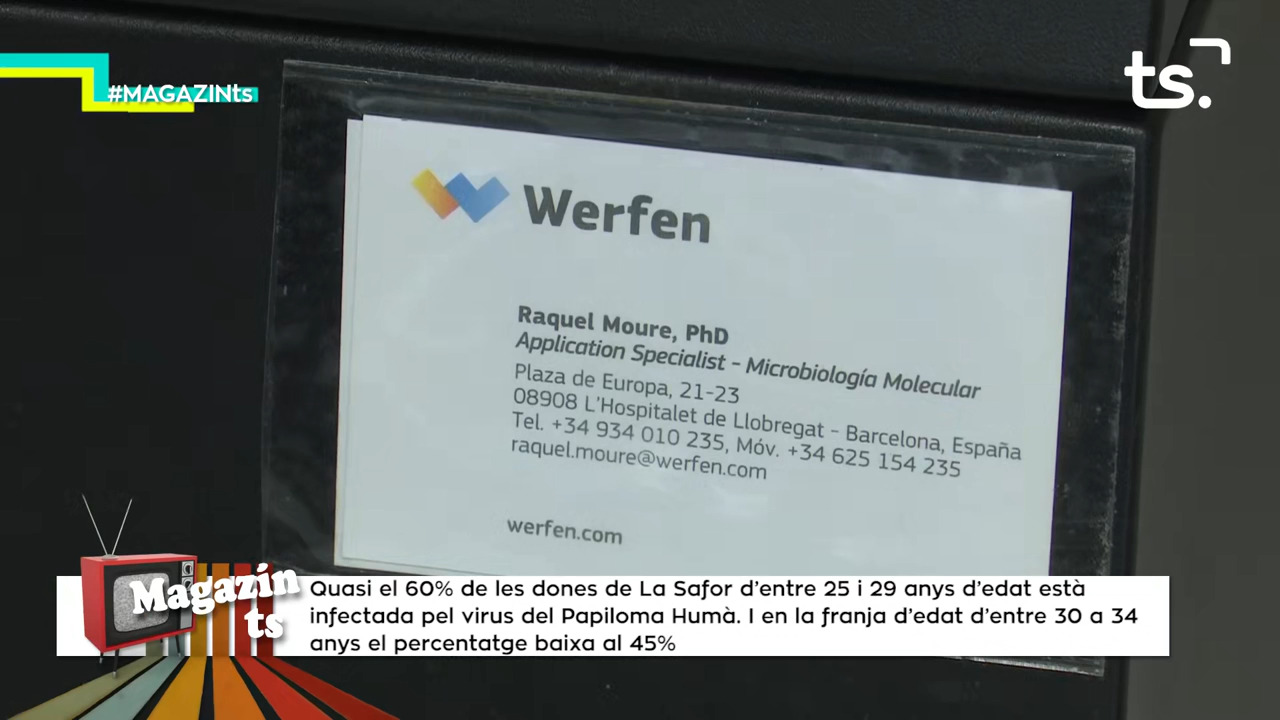 #MAGAZINts
ts.
Werfen
Raquel Moure, PhD
Application Specialist - Microbiología Molecular
Plaza de Europa, 21-23
08908 L'Hospitalet de Llobregat - Barcelona, España
Tel. +34 934 010 235, Móv. +34 625 154 235
raquel.moure@werfen.com
werfen.com
Magazín
ts
Quasi el 60% de les dones de La Safor d'entre 25 i 29 anys d'edat està
infectada pel virus del Papiloma Humà. I en la franja d'edat d'entre 30 a 34
anys el percentatge baixa al 45%